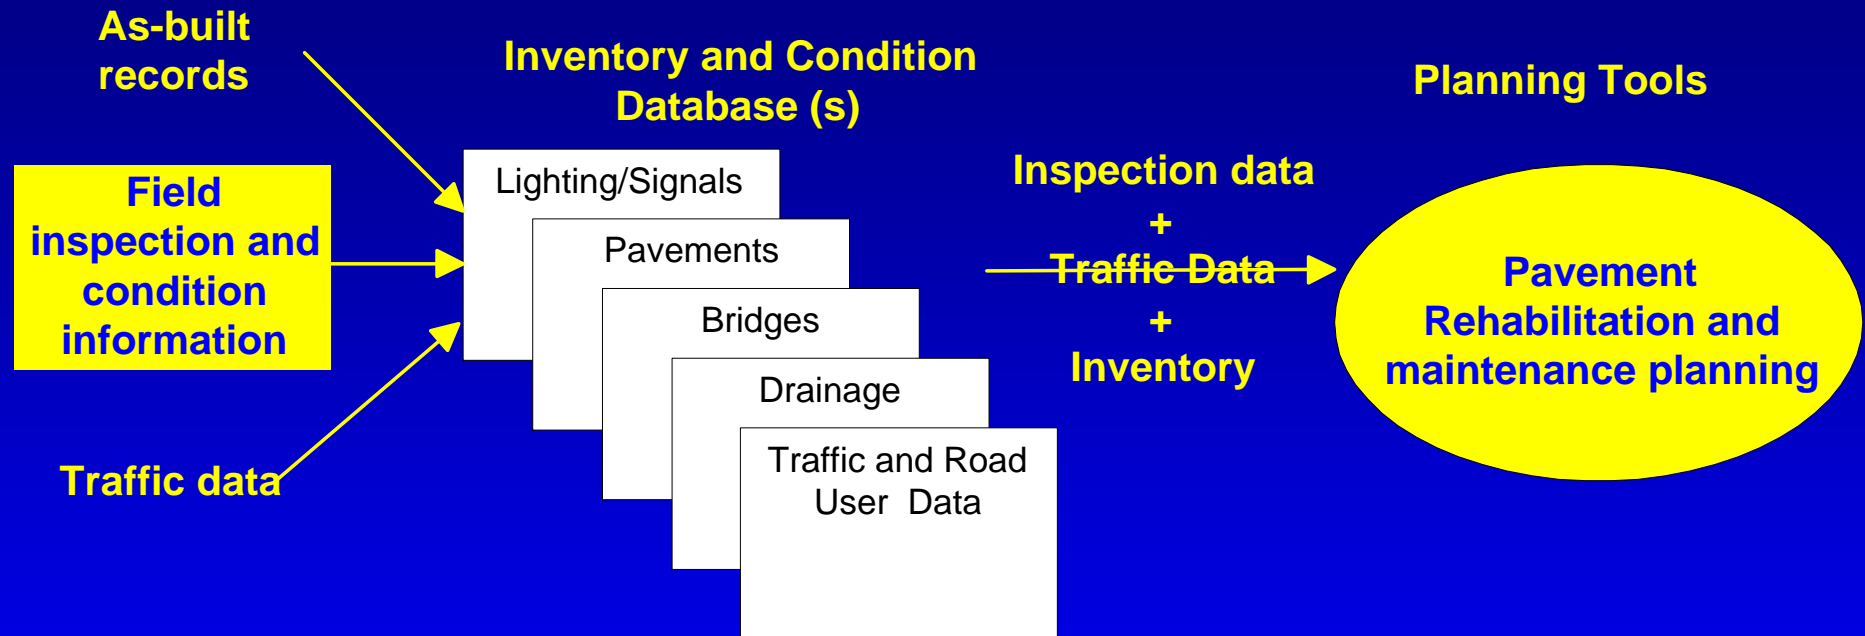 As-built
records
Field
inspection and
condition
information
Traffic data
Inventory and Condition
Database (s)
Lighting/Signals
Pavements
Bridges
Drainage
Traffic and Road
User Data
Inspection data
+
Traffic Data
+
Inventory
Planning Tools
Pavement
Rehabilitation and
maintenance planning